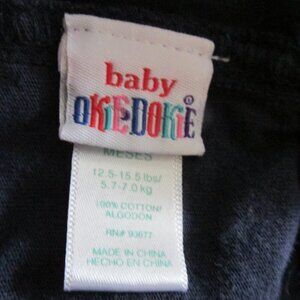 baby
OKIE·DOKIE®
MESES
12.5-15.5 lbs/
5.7-7.0 kg
100% COTTON/
ALGODÓN
RN# 93677
MADE IN CHINA
HECHO EN CHINA